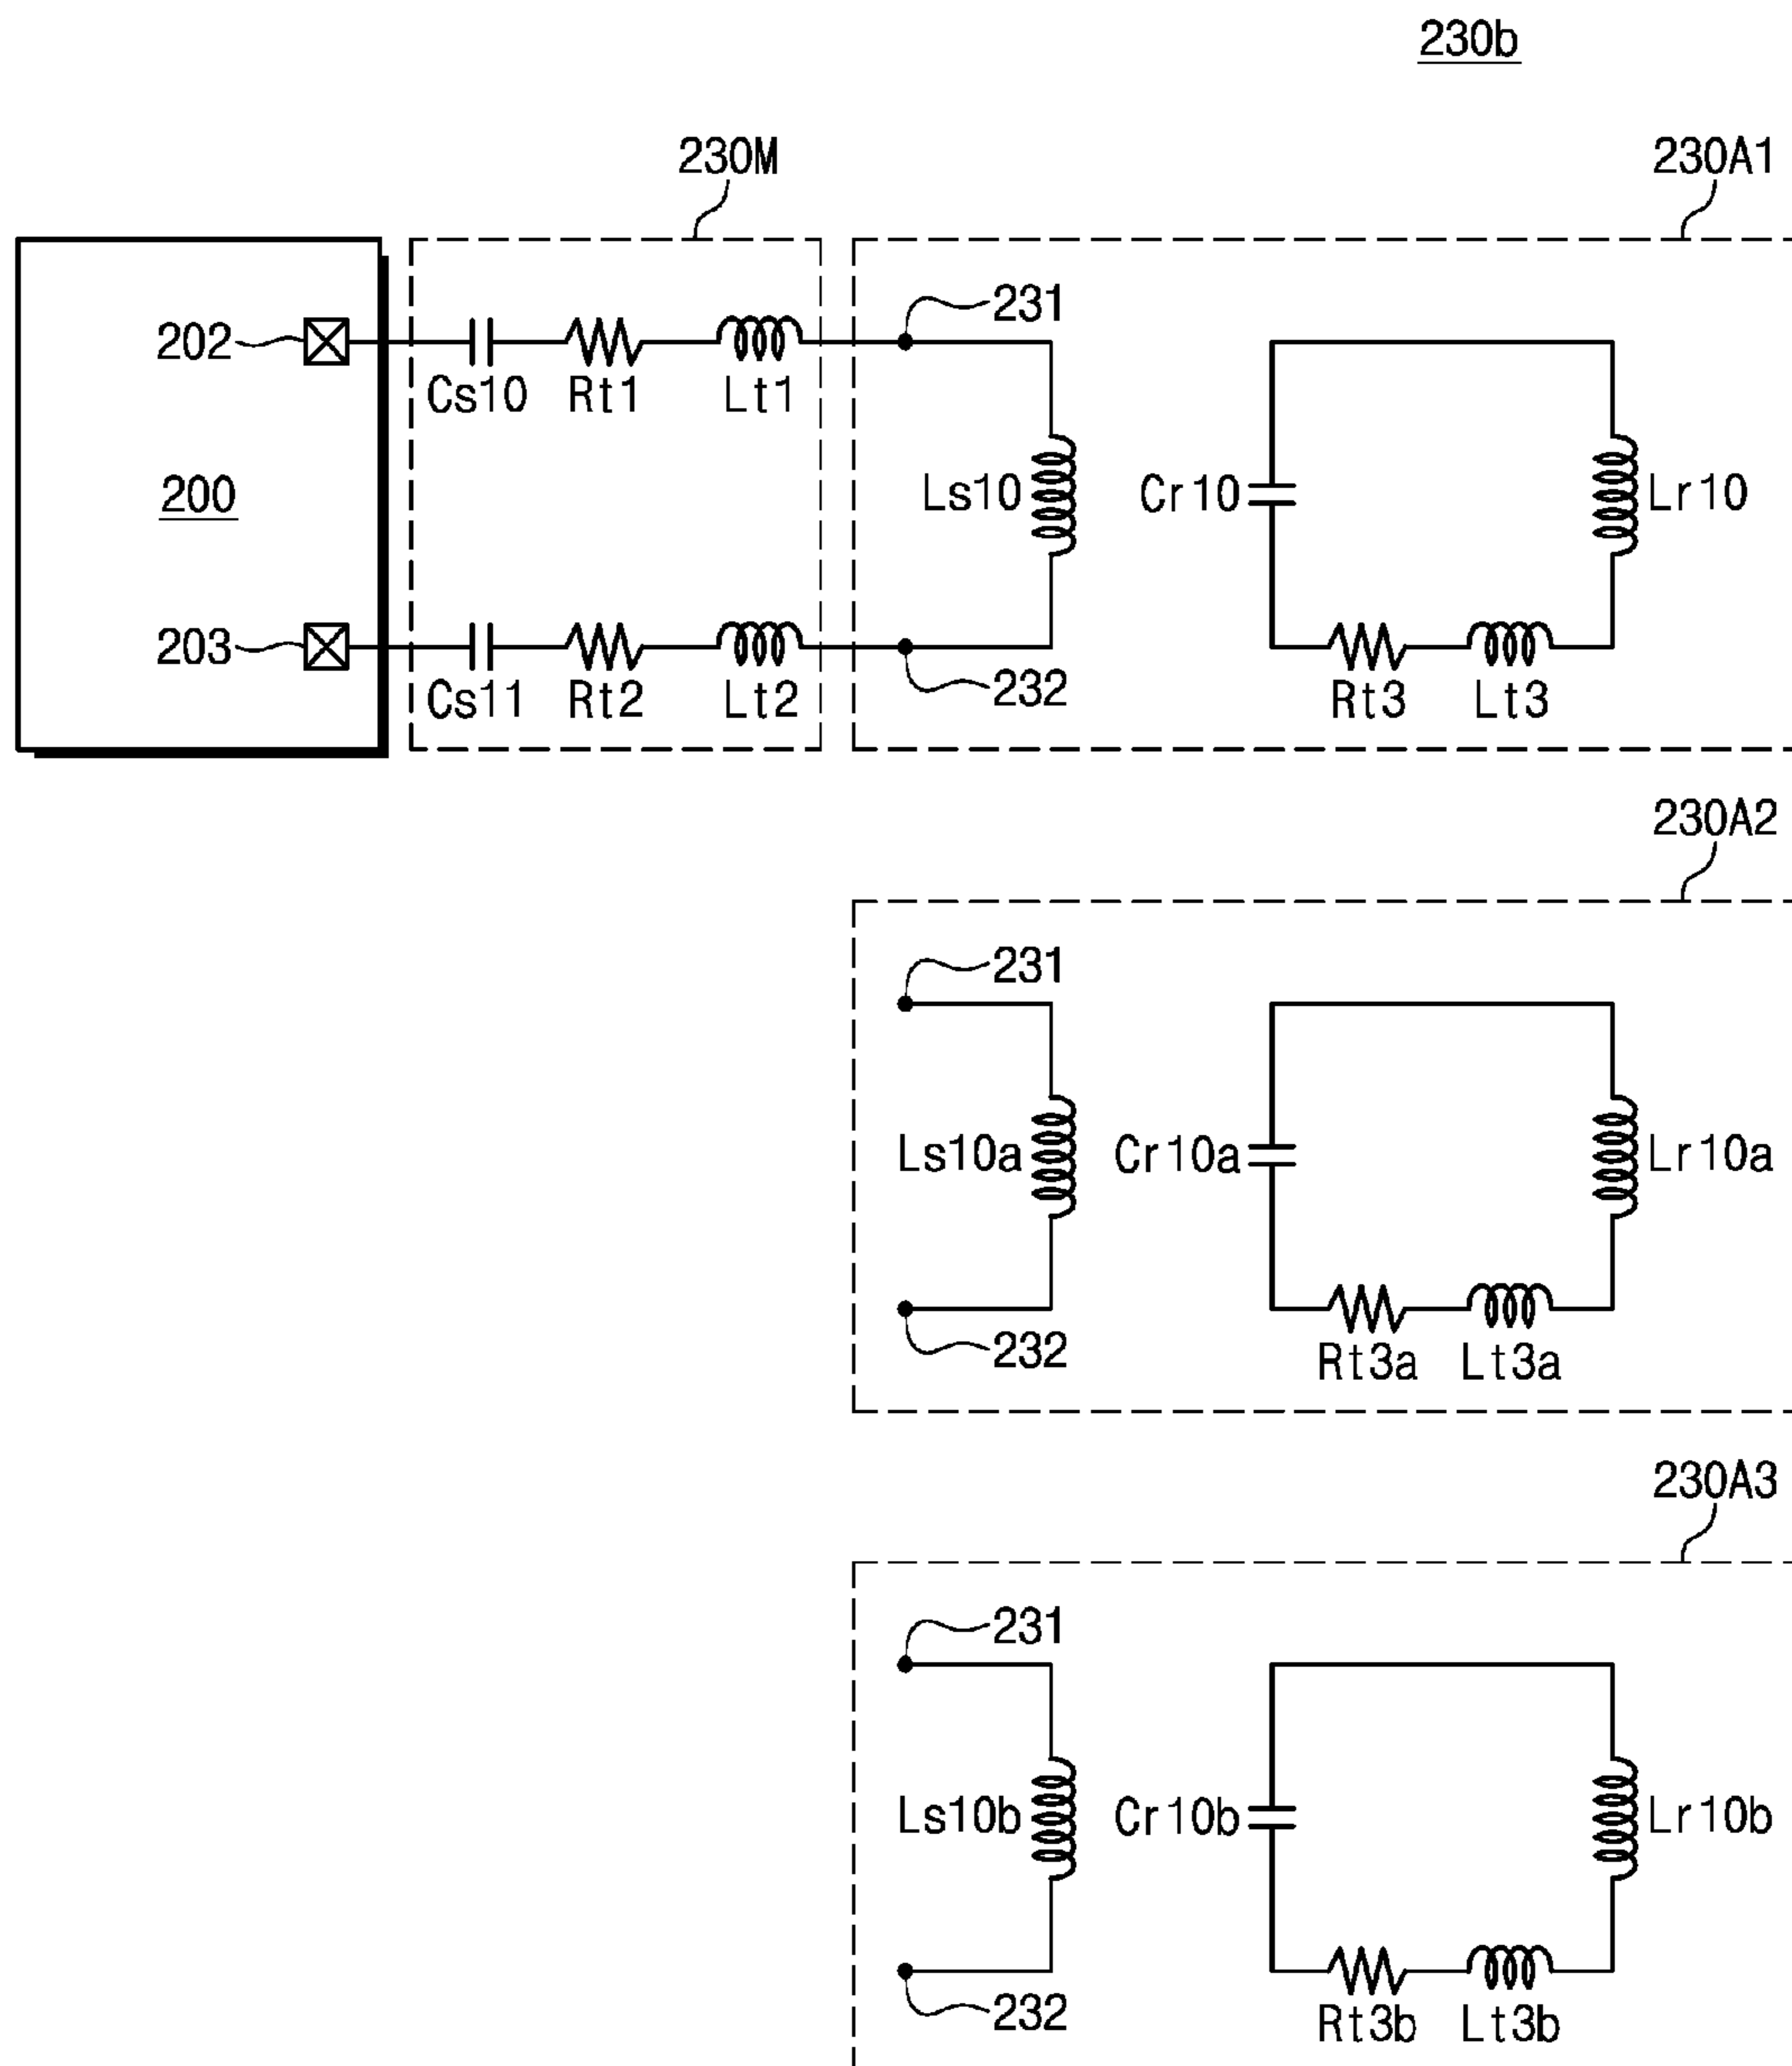 230b
230M
230A1
202
231
Cs10
Rt1
Lt1
200
Ls10
Cr10
Lr10
203
Cs11
Rt2
Lt2
232
Rt3
Lt3
230A2
231
Ls10a
Cr10a
Lr10a
232
Rt3a
Lt3a
230A3
231
Ls10b
Cr10b
Lr10b
232
Rt3b
Lt3b